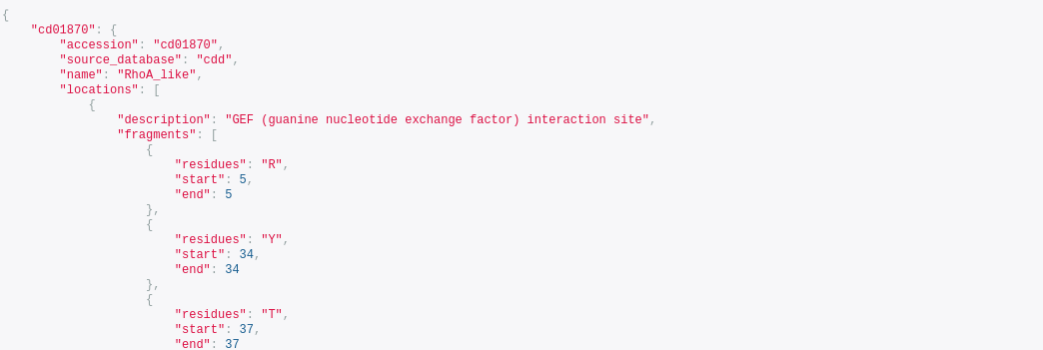 {
    "cd01870": {
        "accession": "cd01870",
        "source_database": "cdd",
        "name": "RhoA_like",
        "locations": [
            {
                "description": "GEF (guanine nucleotide exchange factor) interaction site",
                "fragments": [
                    {
                        "residues": "R",
                        "start": 5,
                        "end": 5
                    },
                    {
                        "residues": "Y",
                        "start": 34,
                        "end": 34
                    },
                    {
                        "residues": "T",
                        "start": 37,
                        "end": 37